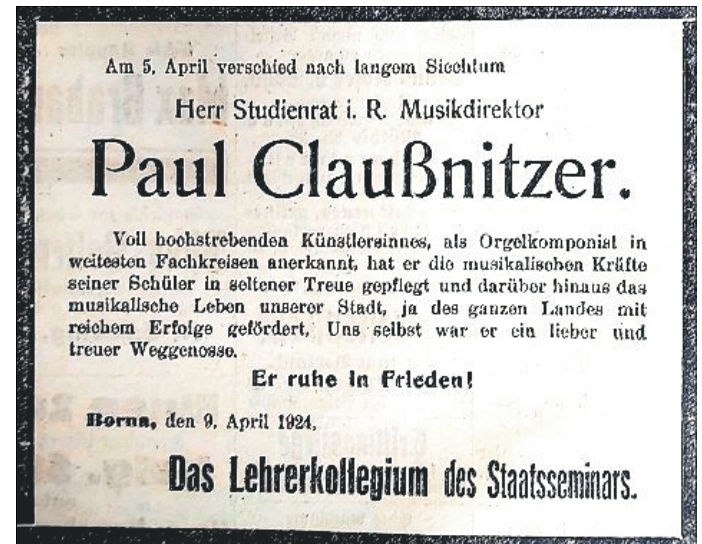 Am 5. April verschied nach langem Siechtum
Herr Studienrat i. R. Musikdirektor
Paul Claußnitzer.
Voll hochstrebenden Künstlersinnes, als Orgelkomponist in
weitesten Fachkreisen anerkannt, hat er die musikalischen Kräfte
seiner Schüler in seltener Treue gepflegt und darüber hinaus das
musikalische Leben unserer Stadt, ja des ganzen Landes mit
reichem Erfolge gefördert. Uns selbst war er ein lieber und
treuer Weggenosse.
Er ruhe in Frieden!
Borna, den 9. April 1924.
Das Lehrerkollegium des Staatsseminars.